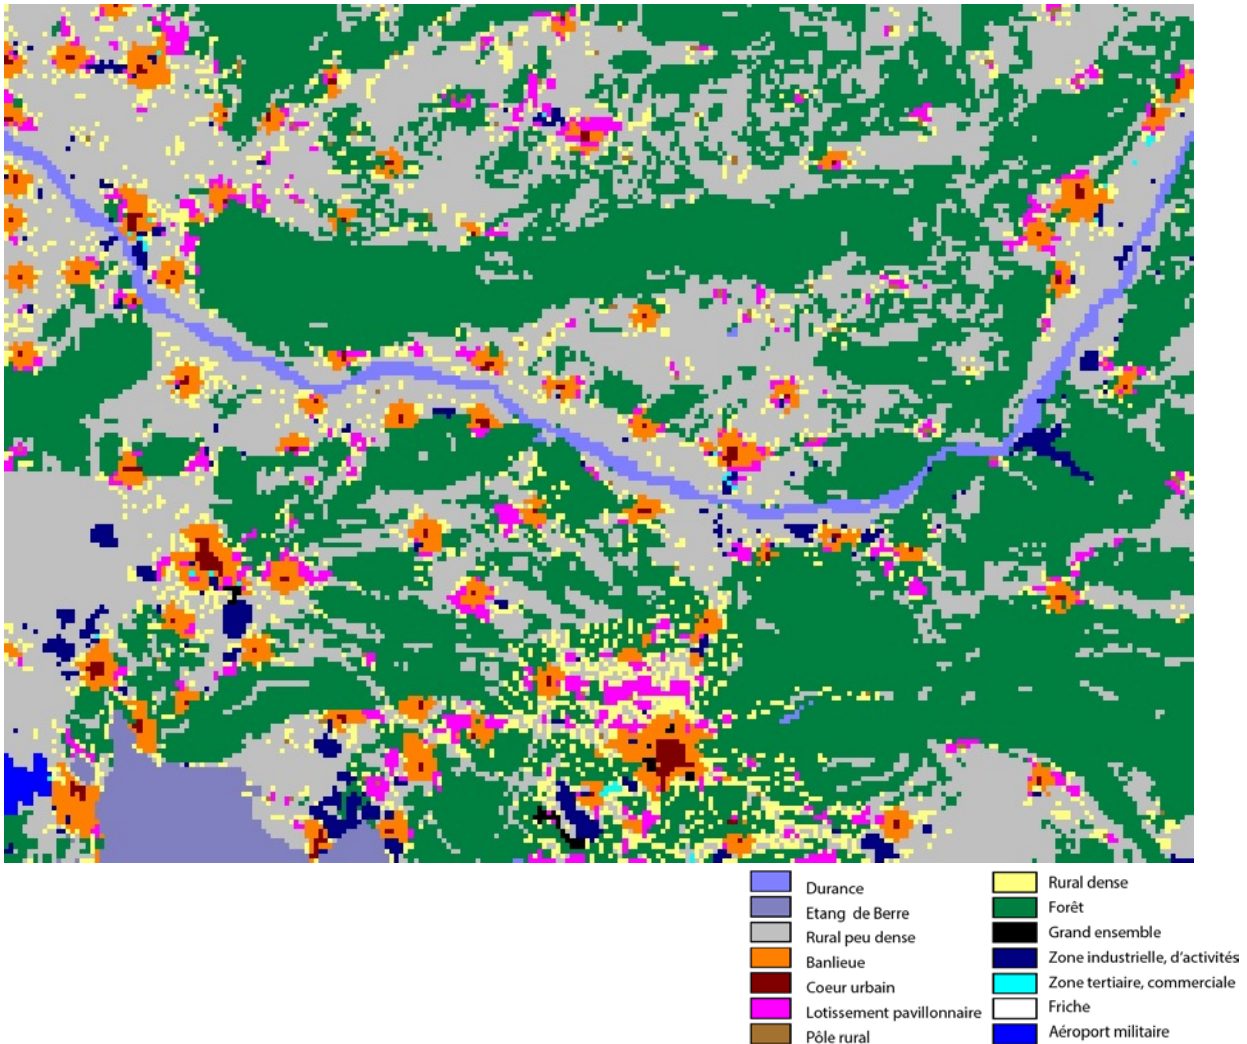 Durance
Etang de Berre
Rural peu dense
Banlieue
Coeur urbain
Lotissement pavillonnaire
Pôle rural
Rural dense
Forêt
Grand ensemble
Zone industrielle, d'activités
Zone tertiaire, commerciale
Friche
Aéroport militaire